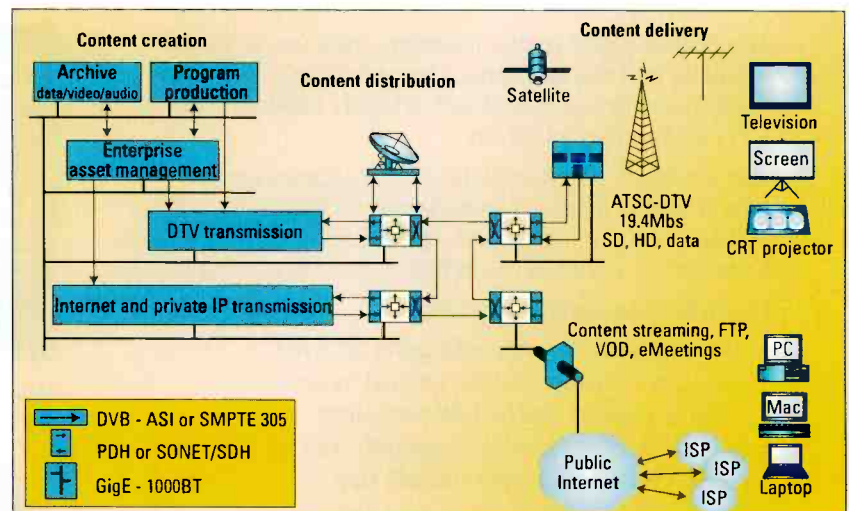 Content creation
Archive
data/video/audio
Program
production
Enterprise
asset management
DTV transmission
Internet and private IP transmission
Content distribution
Content delivery
Satellite
ATSC-DTV
19.4Mbs
SD, HD, data
Television
Screen
CRT projector
Content streaming, FTP,
VOD, eMeetings
PC
Mac
Laptop
Public
Internet
ISP
ISP
ISP
DVB - ASI or SMPTE 305
PDH or SONET/SDH
GigE - 1000BT